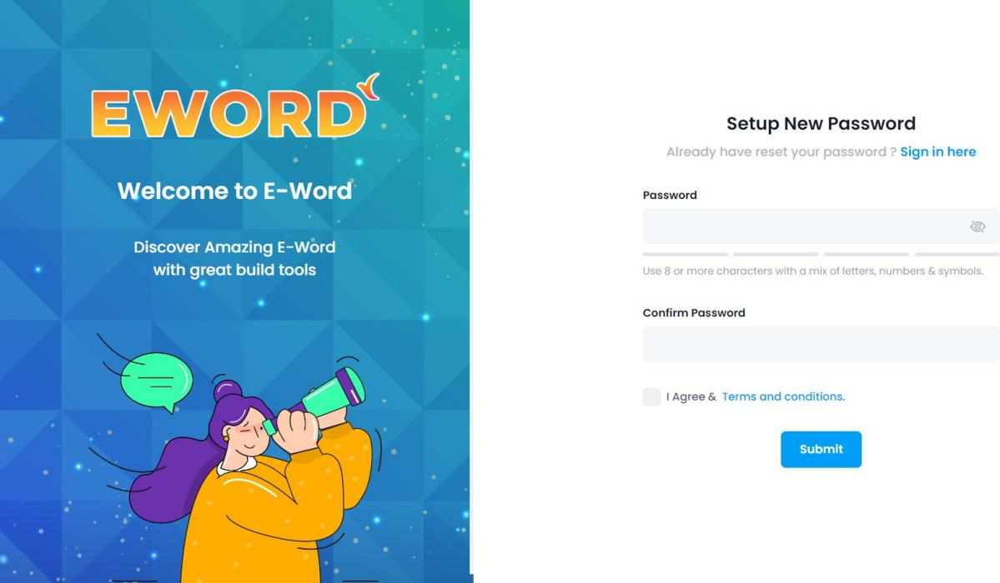 EWORD
Welcome to E-Word
Discover Amazing E-Word
with great build tools
Setup New Password
Already have reset your password ? Sign in here
Password
Use 8 or more characters with a mix of letters, numbers & symbols.
Confirm Password
I Agree & Terms and conditions.
Submit